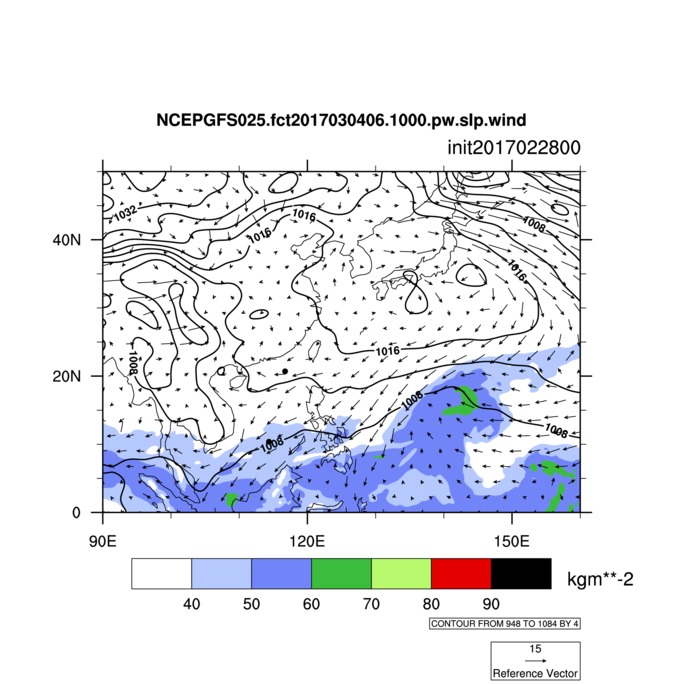 NCEPGFS025.fct2017030406.1000.pw.slp.wind
init2017022800
1032
1016
1016
1008
40N
1016
1008
1016
20N
1008
1008
1008
0
90E 120E 150E
kgm**-2
40 50 60 70 80 90
CONTOUR FROM 948 TO 1084 BY 4
15
Reference Vector